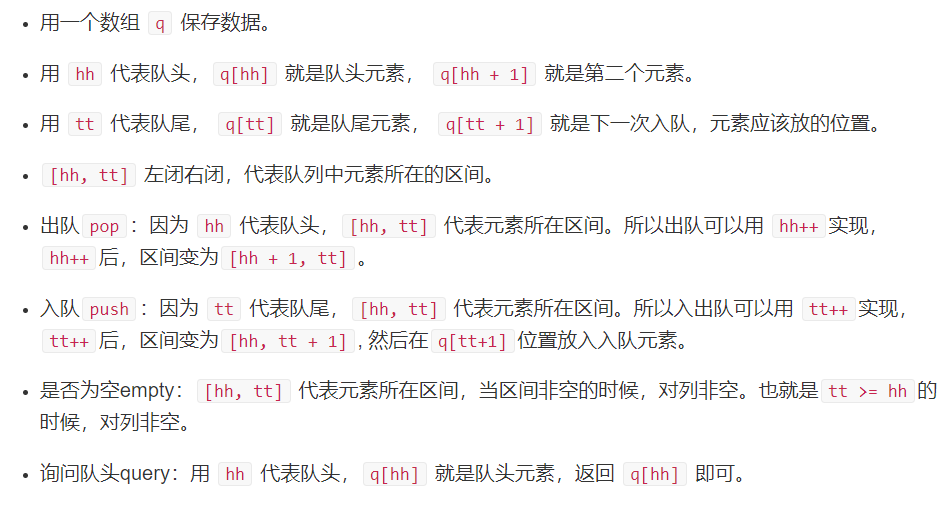 用一个数组 q 保存数据。
用 hh 代表队头， q[hh] 就是队头元素， q[hh + 1] 就是第二个元素。
用 tt 代表队尾， q[tt] 就是队尾元素， q[tt + 1] 就是下一次入队，元素应该放的位置。
[hh, tt] 左闭右闭，代表队列中元素所在的区间。
出队 pop ：因为 hh 代表队头， [hh, tt] 代表元素所在区间。所以出队可以用 hh++ 实现，
hh++ 后，区间变为 [hh + 1, tt] 。
入队 push ：因为 tt 代表队尾， [hh, tt] 代表元素所在区间。所以入出队可以用 tt++ 实现，
tt++ 后，区间变为 [hh, tt + 1] , 然后在 q[tt+1] 位置放入入队元素。
是否为空empty： [hh, tt] 代表元素所在区间，当区间非空的时候，对列非空。也就是 tt >= hh 的
时候，对列非空。
询问队头query：用 hh 代表队头， q[hh] 就是队头元素，返回 q[hh] 即可。